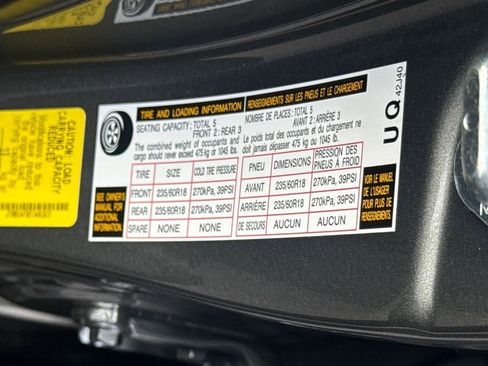 TIRE AND LOADING INFORMATION
RENSEIGNEMENTS SUR LES PNEUS ET LE CHARGEMENT
SEATING CAPACITY: TOTAL 5
FRONT 2: REAR 3
NOMBRE DE PLACES: TOTAL 5
AVANT 2: ARRIÈRE 3
The combined weight of occupants and
cargo should never exceed 475 kg or 1045 lbs.
Le poids total des occupants et du chargement ne
doit jamais dépasser 475 kg ou 1045 lb.
TIRE SIZE COLD TIRE PRESSURE
FRONT 235/60R18 270kPa, 39PSI
REAR 235/60R18 270kPa, 39PSI
SPARE NONE NONE
PNEU DIMENSIONS PRESSION DES PNEUS À FROID
AVANT 235/60R18 270kPa, 39PSI
ARRIÈRE 235/60R18 270kPa, 39PSI
DE SECOURS AUCUN AUCUN
SEE OWNER'S
MANUAL FOR
ADDITIONAL
INFORMATION
VOIR LE MANUEL
DE L'USAGER
POUR PLUS DE
RENSEIGNEMENTS.
UQ
42J40
LOAD
CARRYING CAPACITY
REDUCED